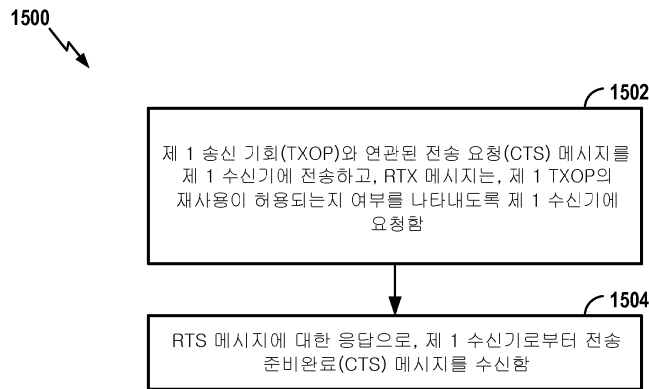 1500
1502
제 1 송신 기회(TXOP)와 연관된 전송 요청(CTS) 메시지를
제 1 수신기에 전송하고, RTX 메시지는, 제 1 TXOP의
재사용이 허용되는지 여부를 나타내도록 제 1 수신기에
요청함
1504
RTS 메시지에 대한 응답으로, 제 1 수신기로부터 전송
준비완료(CTS) 메시지를 수신함